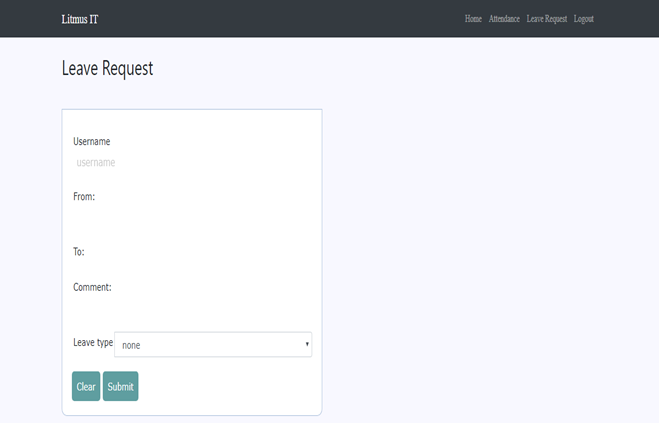 Litmus IT
Home Attendance Leave Request Logout
Leave Request
Username
username
From:
To:
Comment:
Leave type none
Clear Submit